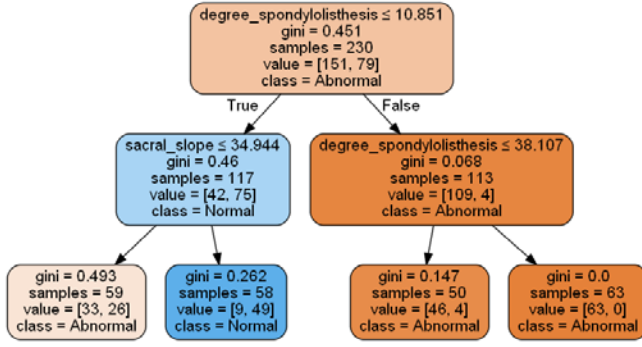 degree_spondylolisthesis ≤ 10.851
gini = 0.451
samples = 230
value = [151, 79]
class = Abnormal
True
False
sacral_slope ≤ 34.944
gini = 0.46
samples = 117
value = [42, 75]
class = Normal
degree_spondylolisthesis ≤ 38.107
gini = 0.068
samples = 113
value = [109, 4]
class = Abnormal
gini = 0.493
samples = 59
value = [33, 26]
class = Abnormal
gini = 0.262
samples = 58
value = [9, 49]
class = Normal
gini = 0.147
samples = 50
value = [46, 4]
class = Abnormal
gini = 0.0
samples = 63
value = [63, 0]
class = Abnormal